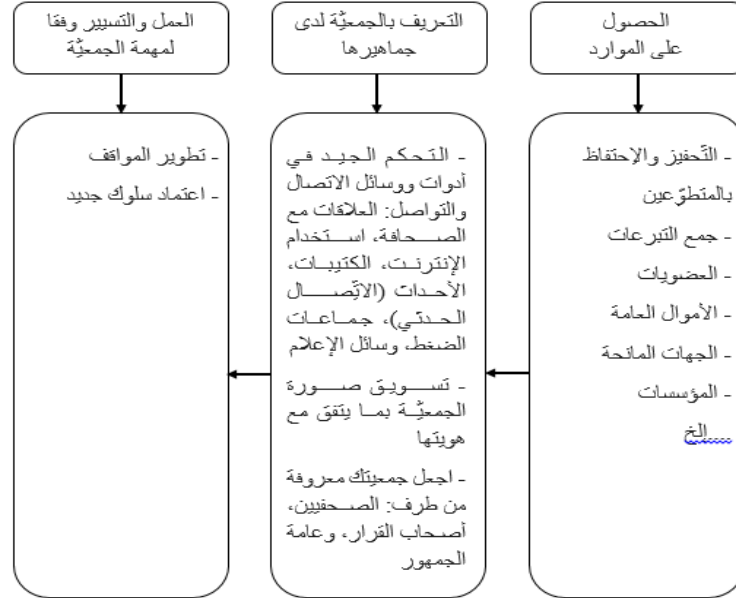 الحصول
على الموارد
التعريف بالجمعيّة لدى
جماهيرها
العمل والتسيير وفقا
لمهمة الجمعيّة
- التّحفيز والإحتفاظ
بالمتطوّعين
- جمع التبرعات
- العضويات
- الأموال العامة
- الجهات المانحة
- المؤسسات
....الخ
- التحكم الجيد في
أدوات ووسائل الاتصال
والتواصل: العلاقات مع
الصحافة، استخدام
الإنترنت، الكتيبات،
الأحداث (الاتّصال
الحدثي)، جماعات
الضغط، وسائل الإعلام
- تسويق صورة
الجمعيّة بما يتفق مع
هويتها
- اجعل جمعيتك معروفة
من طرف: الصحفيين،
أصحاب القرار، وعامة
الجمهور
- تطوير المواقف
- اعتماد سلوك جديد